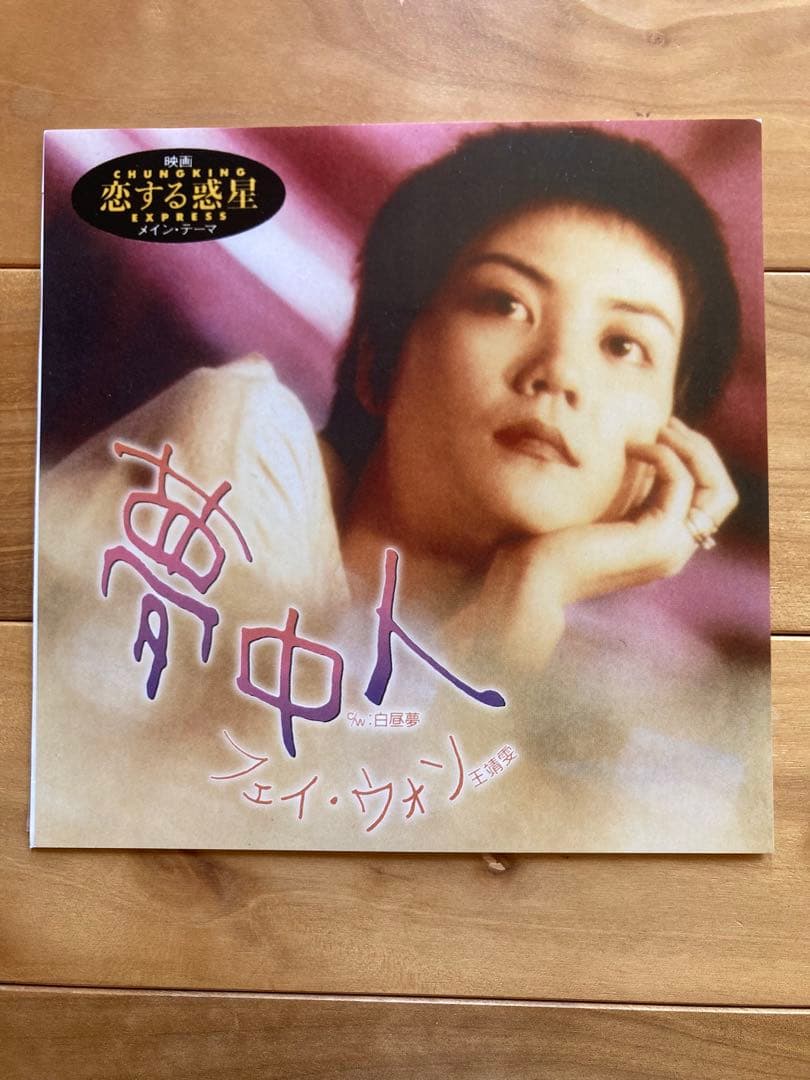 映画
CHUNGKING
恋する惑星
EXPRESS
メイン・テーマ
夢中人
c/w:白昼夢
フェイ・ウォン
王靖雯